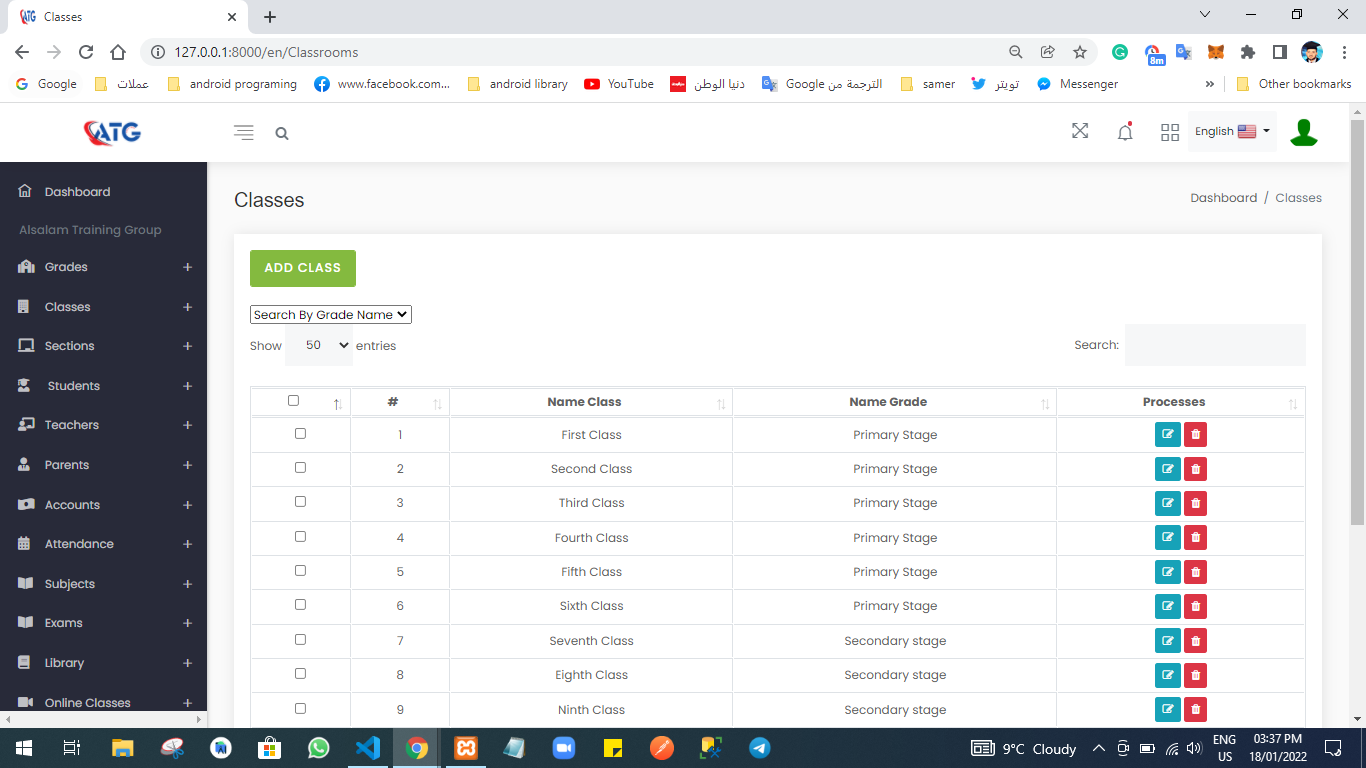 ATG Classes
127.0.0.1:8000/en/Classrooms
8m
Google عملات android programing www.facebook.com... android library YouTube دنيا الوطن Google الترجمة من samer تويتر Messenger » Other bookmarks
ATG
English
Dashboard
Alsalam Training Group
Grades +
Classes +
Sections +
Students +
Teachers +
Parents +
Accounts +
Attendance +
Subjects +
Exams +
Library +
Online Classes +
Classes
Dashboard / Classes
ADD CLASS
Search By Grade Name
Show 50 entries
Search:
# Name Class Name Grade Processes
1 First Class Primary Stage
2 Second Class Primary Stage
3 Third Class Primary Stage
4 Fourth Class Primary Stage
5 Fifth Class Primary Stage
6 Sixth Class Primary Stage
7 Seventh Class Secondary stage
8 Eighth Class Secondary stage
9 Ninth Class Secondary stage
9°C Cloudy
ENG
US
03:37 PM
18/01/2022